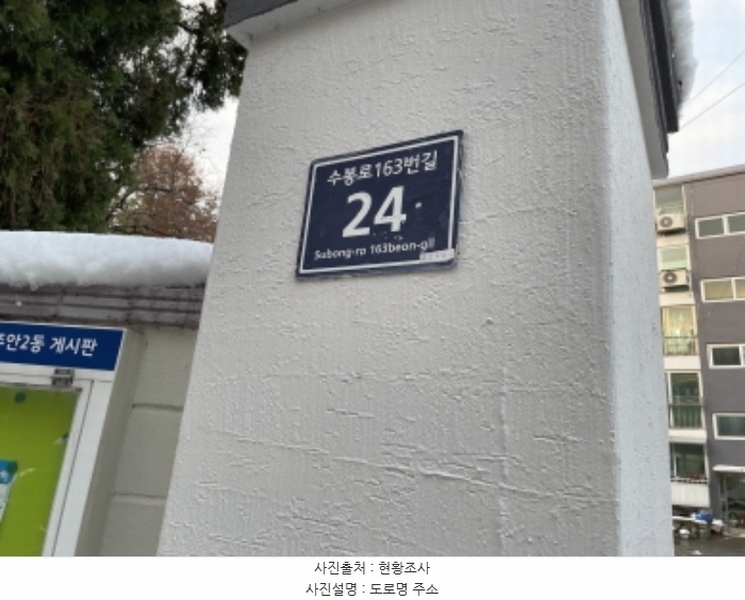 수봉로163번길
24
Subong-ro 163beon-gil
주안2동 게시판
사진출처 : 현황조사
사진설명 : 도로명 주소